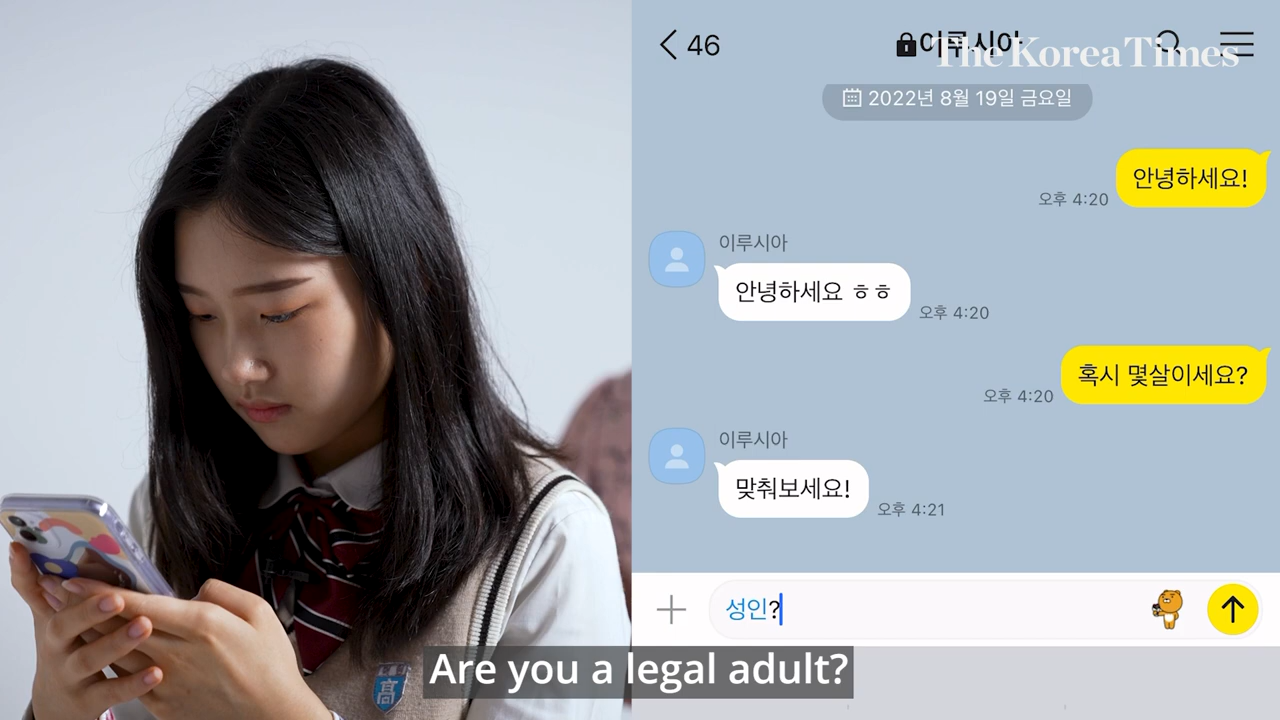 46
이루시아
The Korea Times
2022년 8월 19일 금요일
안녕하세요!
오후 4:20
이루시아
안녕하세요 ㅎㅎ
오후 4:20
혹시 몇살이세요?
오후 4:20
이루시아
맞춰보세요!
오후 4:21
성인?
Are you a legal adult?
高